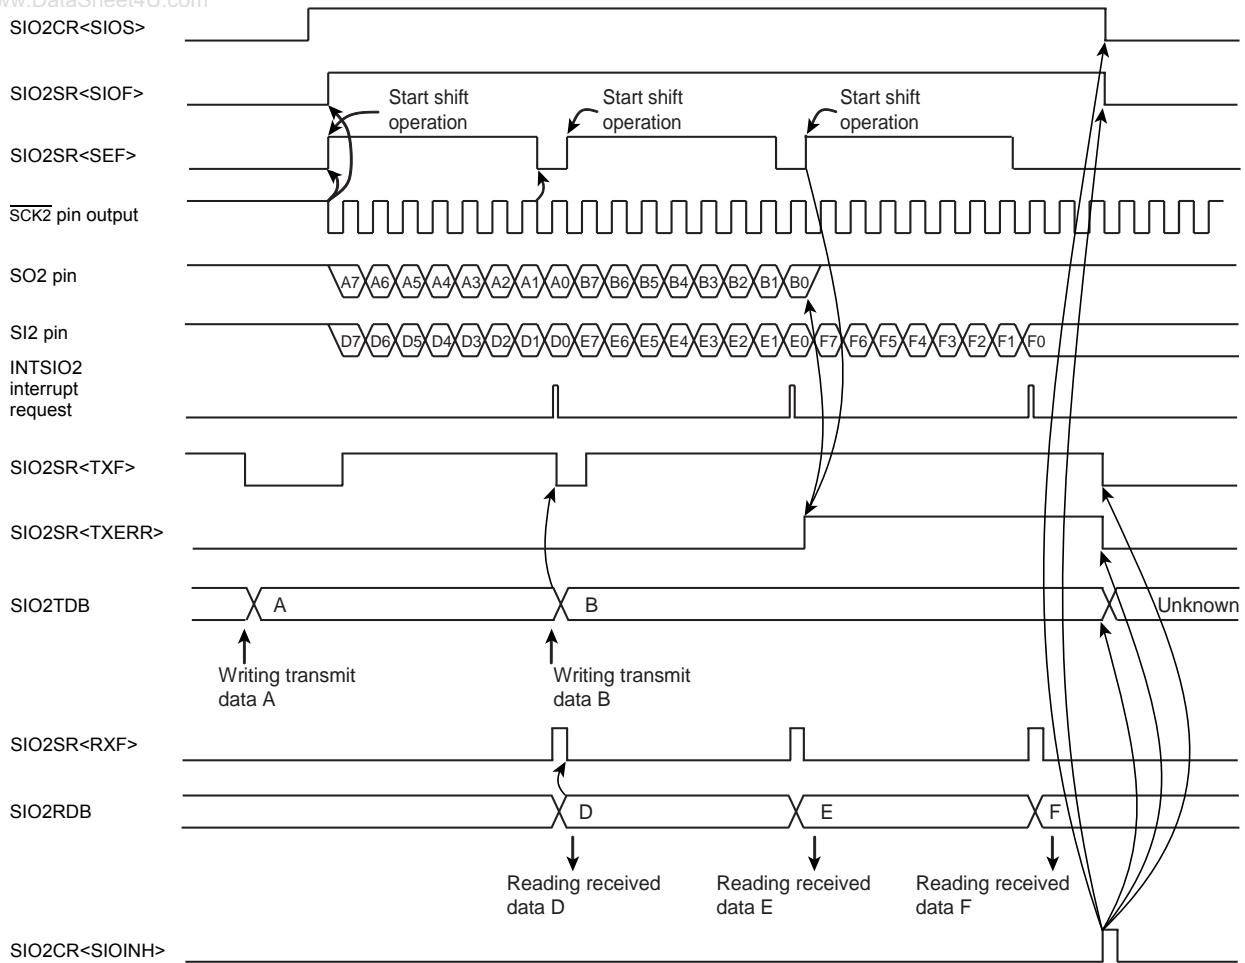 www.DataSheet4U.com
SIO2CR<SIOS>
SIO2SR<SIOF>
Start shift
operation
Start shift
operation
Start shift
operation
SIO2SR<SEF>
SCK2 pin output
SO2 pin
A7 A6 A5 A4 A3 A2 A1 A0 B7 B6 B5 B4 B3 B2 B1 B0
SI2 pin
D7 D6 D5 D4 D3 D2 D1 D0 E7 E6 E5 E4 E3 E2 E1 E0 F7 F6 F5 F4 F3 F2 F1 F0
INTSIO2
interrupt
request
SIO2SR<TXF>
SIO2SR<TXERR>
SIO2TDB A B Unknown
Writing transmit
data A
Writing transmit
data B
SIO2SR<RXF>
SIO2RDB D E F
Reading received
data D
Reading received
data E
Reading received
data F
SIO2CR<SIOINH>